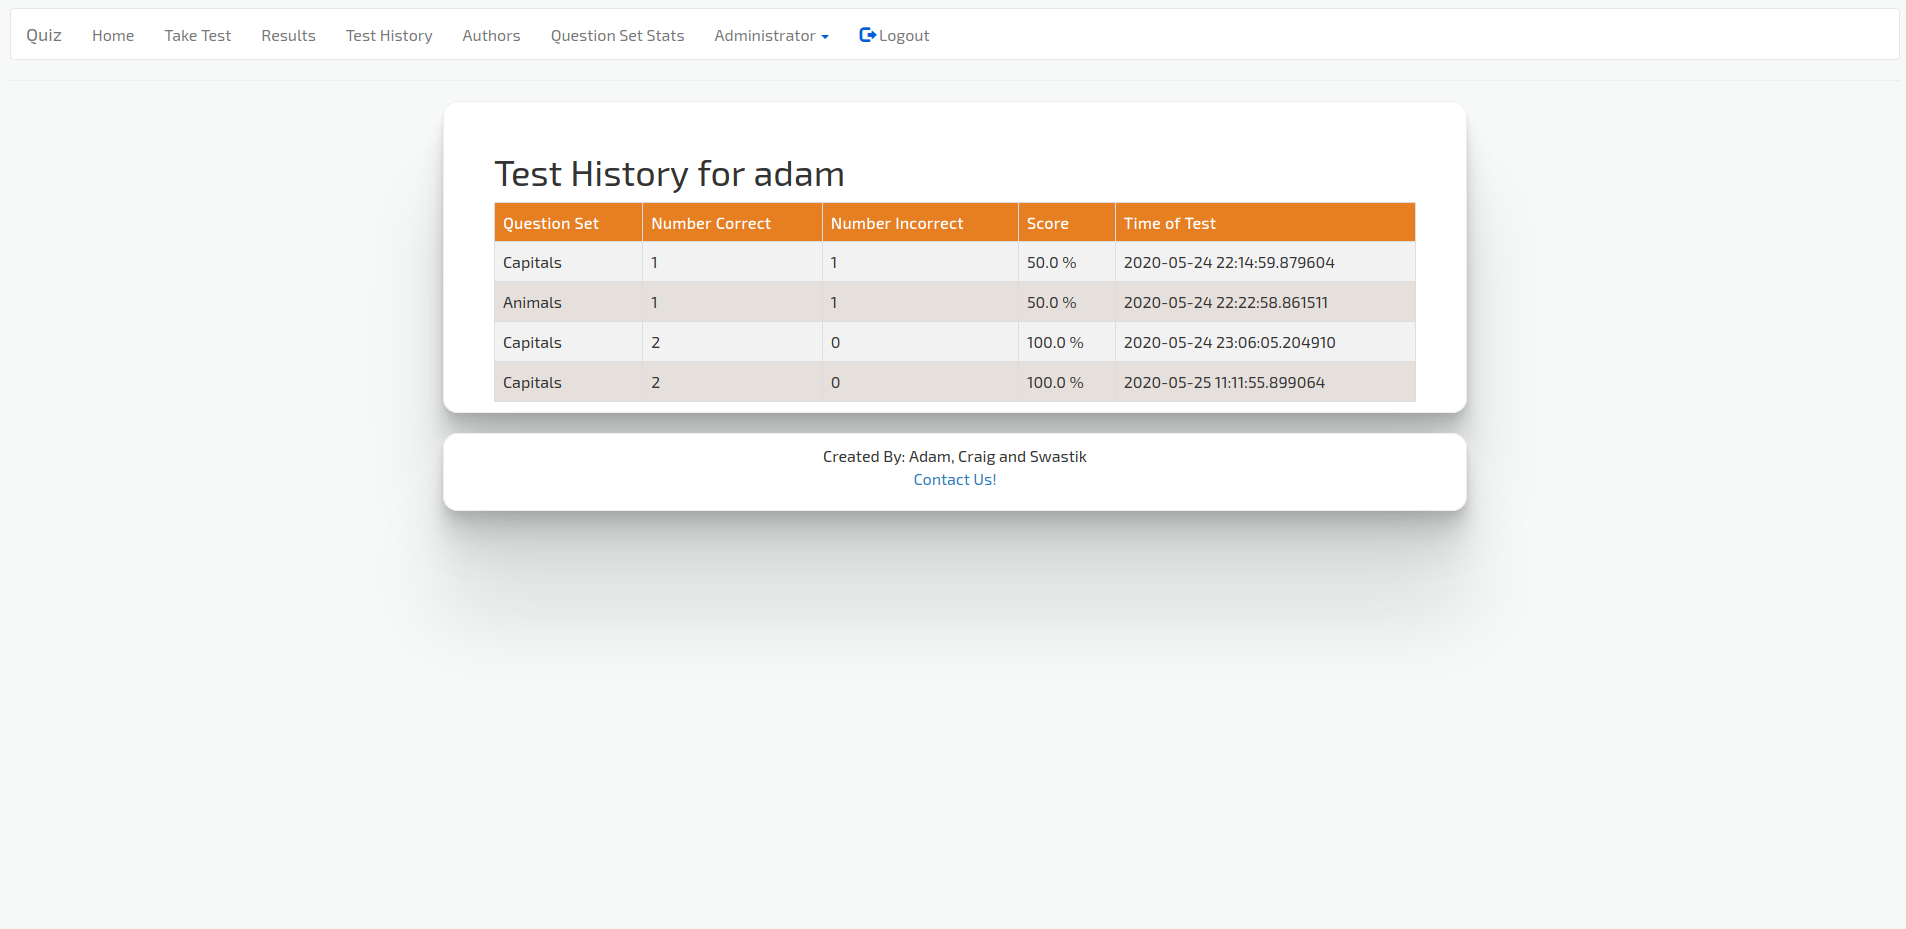 Quiz Home Take Test Results Test History Authors Question Set Stats Administrator Logout
Test History for adam
Question Set Number Correct Number Incorrect Score Time of Test
Capitals 1 1 50.0 % 2020-05-24 22:14:59.879604
Animals 1 1 50.0 % 2020-05-24 22:22:58.861511
Capitals 2 0 100.0 % 2020-05-24 23:06:05.204910
Capitals 2 0 100.0 % 2020-05-25 11:11:55.899064
Created By: Adam, Craig and Swastik
Contact Us!